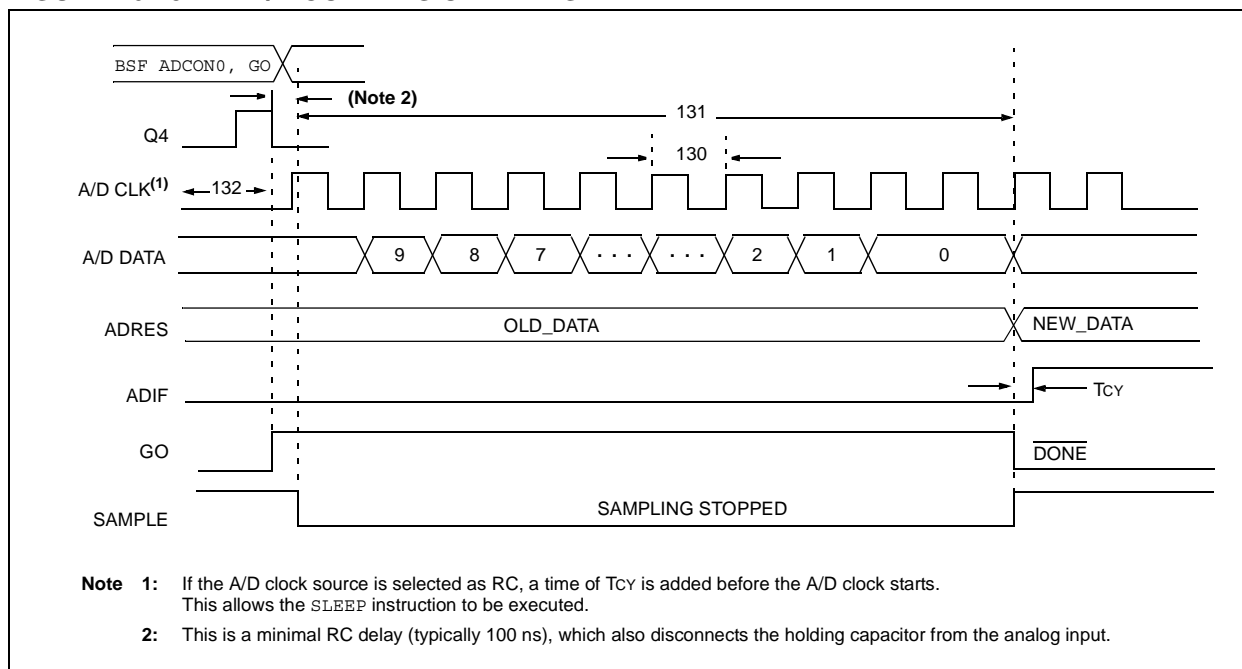 BSF ADCON0, GO
(Note 2)
131
Q4
130
A/D CLK(1)
132
A/D DATA
9 8 7 . . . . . . 2 1 0
ADRES
OLD_DATA
NEW_DATA
ADIF
TCY
GO
DONE
SAMPLE
SAMPLING STOPPED
Note 1: If the A/D clock source is selected as RC, a time of TCY is added before the A/D clock starts.
This allows the SLEEP instruction to be executed.
2: This is a minimal RC delay (typically 100 ns), which also disconnects the holding capacitor from the analog input.